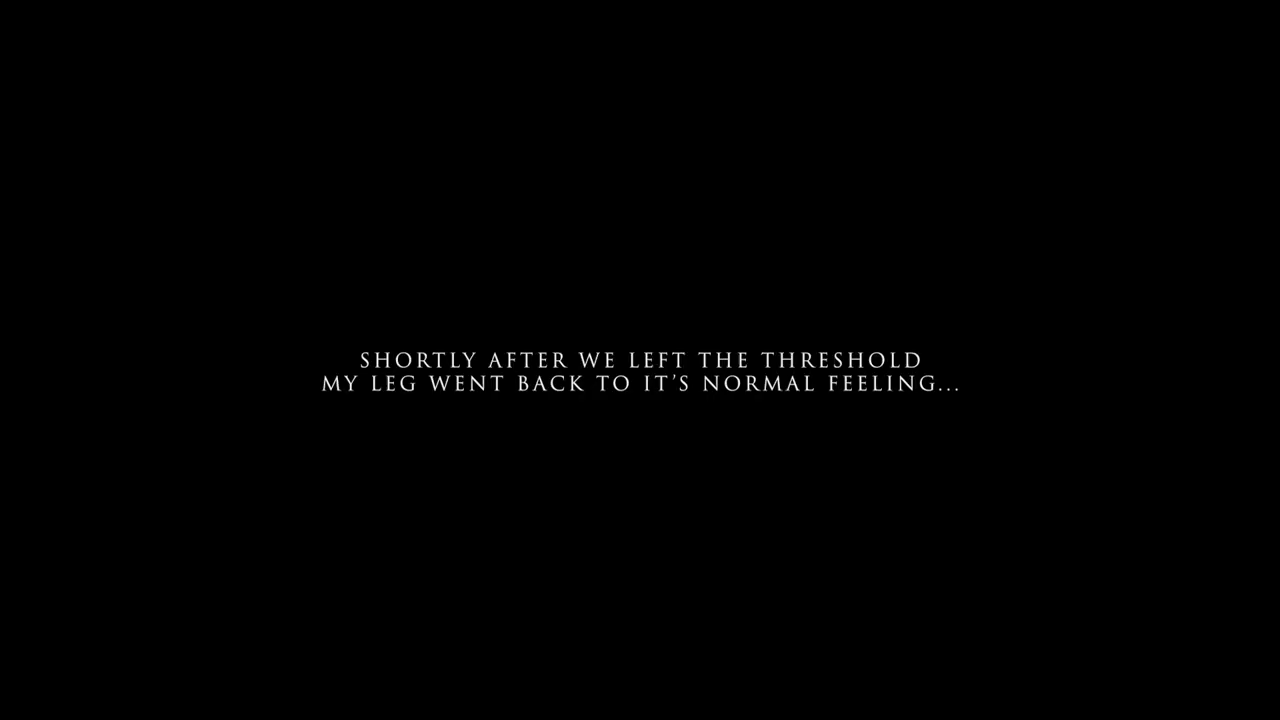 SHORTLY AFTER WE LEFT THE THRESHOLD
MY LEG WENT BACK TO IT'S NORMAL FEELING...